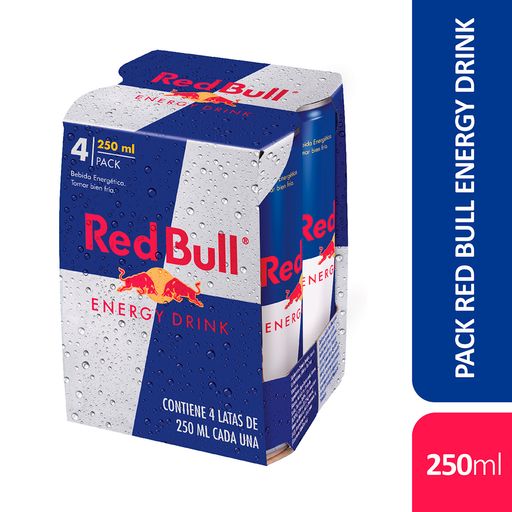 Red Bull®
ENERGY DRINK
4 250 ml
PACK
Bebida Energética.
Tomar bien fría.
Red Bull®
ENERGY DRINK
CONTIENE 4 LATAS DE
250 ML CADA UNA
PACK RED BULL ENERGY DRINK
250ml